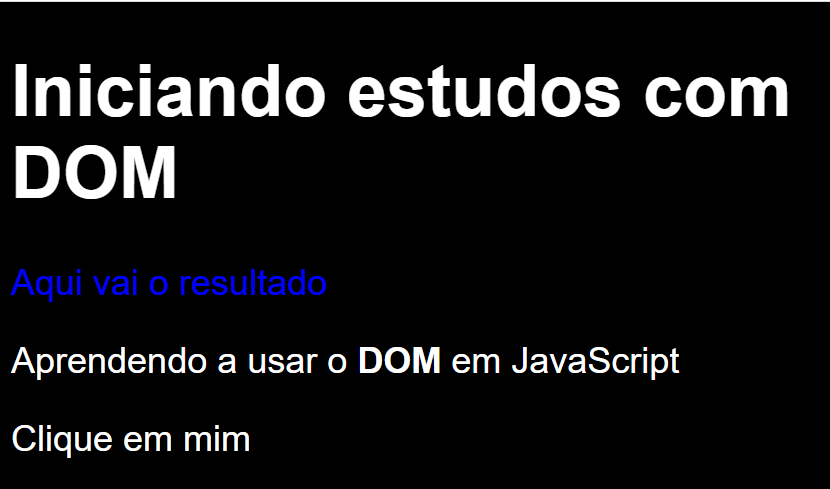 Iniciando estudos com
DOM
Aqui vai o resultado
Aprendendo a usar o DOM em JavaScript
Clique em mim